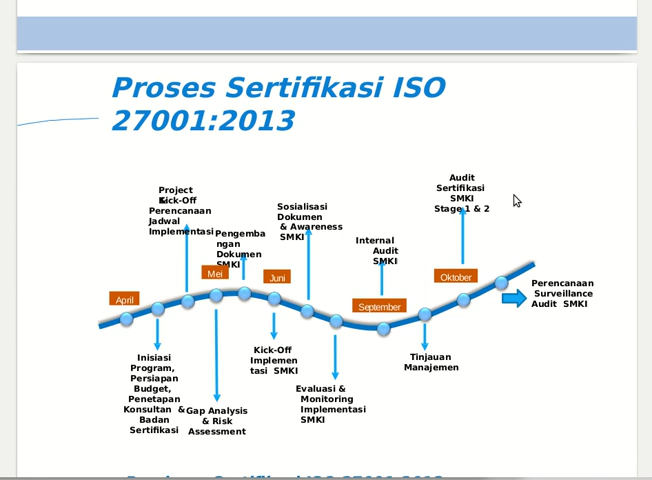 Proses Sertifikasi ISO
27001:2013
Project
Kick-Off
&
Perencanaan
Jadwal
Implementasi
Pengemba
ngan
Dokumen
SMKI
Sosialisasi
Dokumen
& Awareness
SMKI
Internal
Audit
SMKI
Audit
Sertifikasi
SMKI
Stage 1 & 2
April
Mei
Juni
September
Oktober
Perencanaan
Surveillance
Audit SMKI
Inisiasi
Program,
Persiapan
Budget,
Penetapan
Konsultan &
Badan
Sertifikasi
Gap Analysis
& Risk
Assessment
Kick-Off
Implemen
tasi SMKI
Evaluasi &
Monitoring
Implementasi
SMKI
Tinjauan
Manajemen